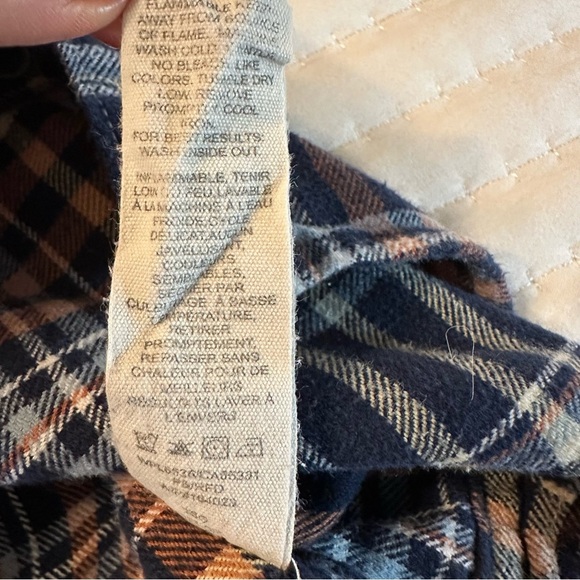 FLAMMABLE KEEP
AWAY FROM SOURCE
OF FLAME.
WASH COLD
NO BLEACH LIKE
COLORS. TUMBLE DRY
LOW. REMOVE
PROMPTLY COOL
IRON.
FOR BEST RESULTS:
WASH INSIDE OUT.
INFLAMMABLE, TENIR
LOIN DU FEU LAVABLE
À LA MACHINE À L'EAU
FROIDE CYCLE
DÉLICAT AUCUN
JAVELLISANT,
COULEURS
SEMBLABLES,
SÉCHER PAR
CULBUTAGE À BASSE
TEMPÉRATURE,
RETIRER
PROMPTEMENT,
REPASSER SANS
CHALEUR POUR DE
MEILLEURS
RÉSULTATS LAVER À
L'ENVERS